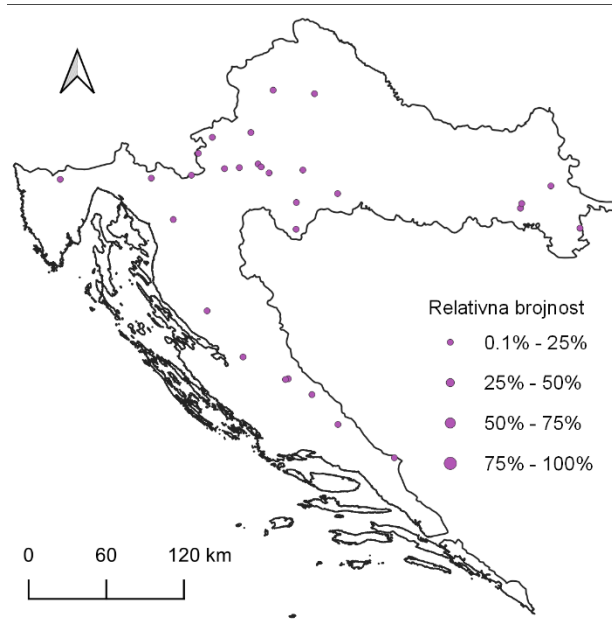 Relativna brojnost
0.1% - 25%
25% - 50%
50% - 75%
75% - 100%
0 60 120 km